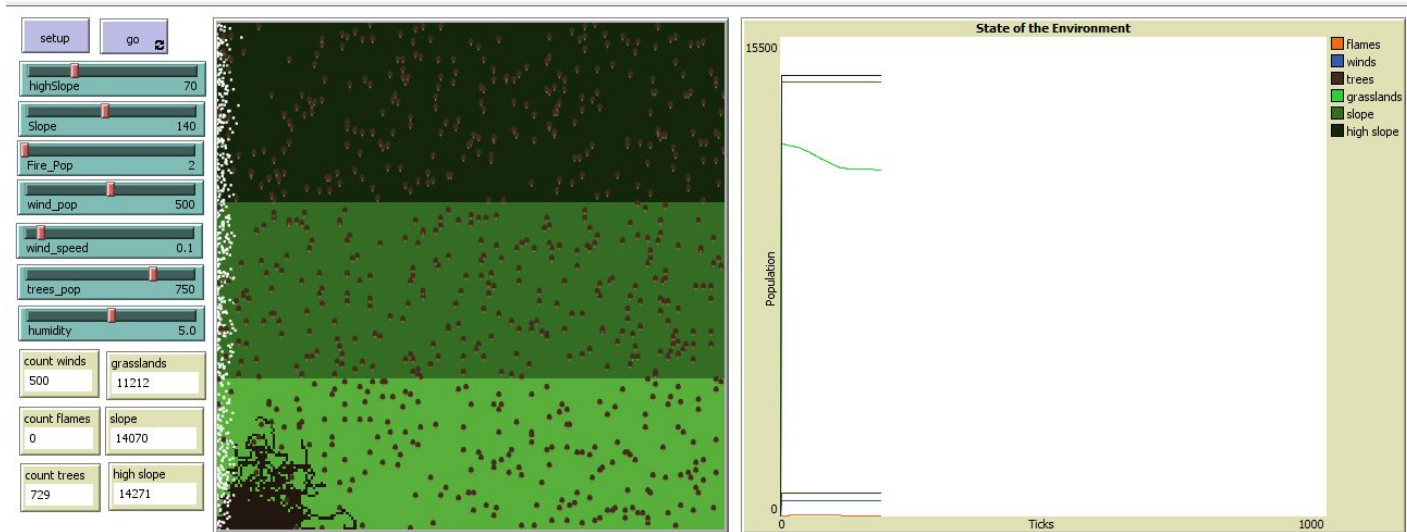 setup
go
highSlope 70
Slope 140
Fire_Pop 2
wind_pop 500
wind_speed 0.1
trees_pop 750
humidity 5.0
count winds
500
grasslands
11212
count flames
0
slope
14070
count trees
729
high slope
14271
State of the Environment
15500
Population
0
0
Ticks
1000
flames
winds
trees
grasslands
slope
high slope